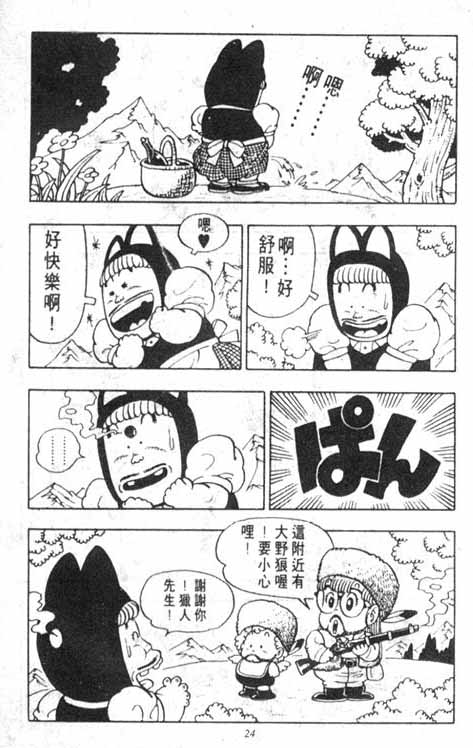 嗯
啊
…………
啊…好
舒服！
嗯♥
好快樂啊！
ぱん
…………
這附近有
大野狼喔
！要小心
哩！
謝謝你
！獵人
先生！
24